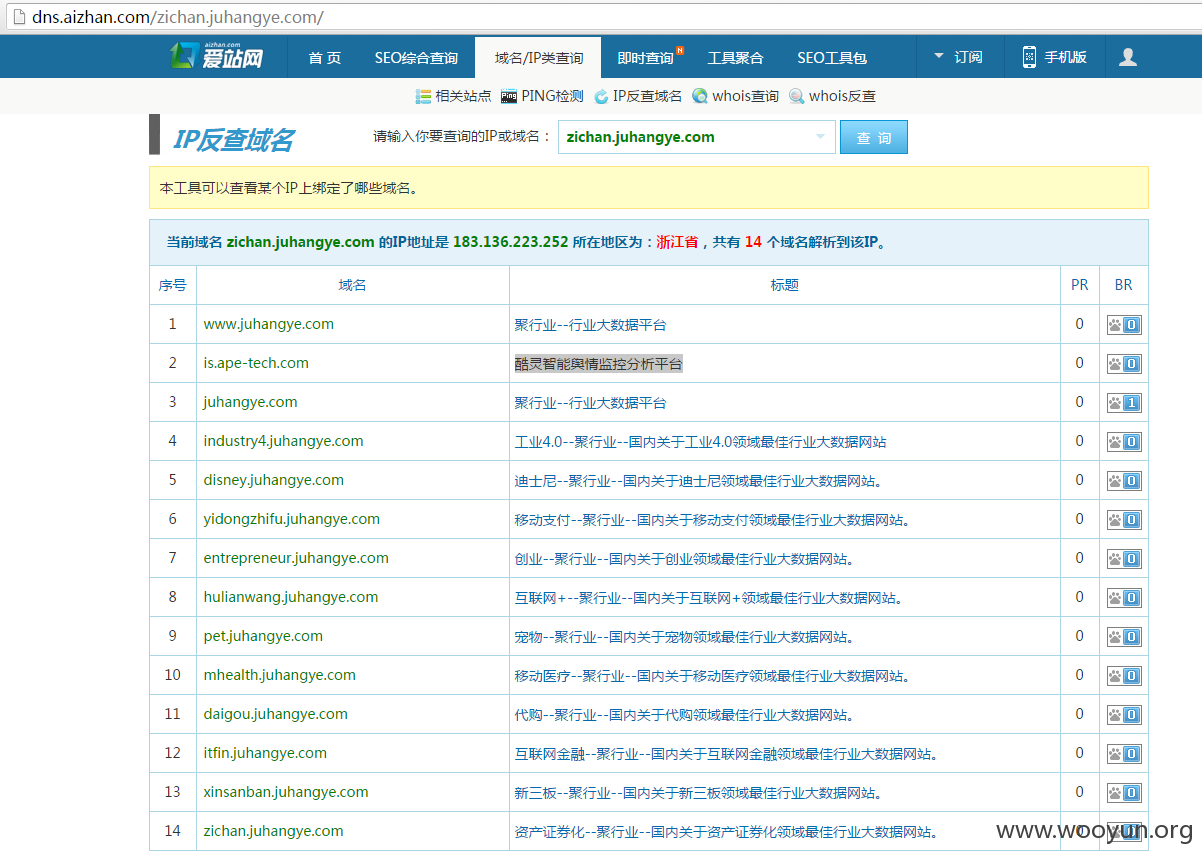 dns.aizhan.com/zichan.juhangye.com/
aizhan.com
爱站网 首 页 SEO综合查询 域名/IP类查询 即时查询 N 工具聚合 SEO工具包 订阅 手机版
相关站点 PING检测 IP反查域名 whois查询 whois反查
IP反查域名 请输入你要查询的IP或域名： zichan.juhangye.com 查 询
本工具可以查看某个IP上绑定了哪些域名。
当前域名 zichan.juhangye.com 的IP地址是 183.136.223.252 所在地区为：浙江省，共有 14 个域名解析到该IP。
序号 域名 标题 PR BR
1 www.juhangye.com 聚行业--行业大数据平台 0 0
2 is.ape-tech.com 酷灵智能舆情监控分析平台 0 0
3 juhangye.com 聚行业--行业大数据平台 0 1
4 industry4.juhangye.com 工业4.0--聚行业--国内关于工业4.0领域最佳行业大数据网站 0 0
5 disney.juhangye.com 迪士尼--聚行业--国内关于迪士尼领域最佳行业大数据网站。 0 0
6 yidongzhifu.juhangye.com 移动支付--聚行业--国内关于移动支付领域最佳行业大数据网站。 0 0
7 entrepreneur.juhangye.com 创业--聚行业--国内关于创业领域最佳行业大数据网站。 0 0
8 hulianwang.juhangye.com 互联网+--聚行业--国内关于互联网+领域最佳行业大数据网站。 0 0
9 pet.juhangye.com 宠物--聚行业--国内关于宠物领域最佳行业大数据网站。 0 0
10 mhealth.juhangye.com 移动医疗--聚行业--国内关于移动医疗领域最佳行业大数据网站。 0 0
11 daigou.juhangye.com 代购--聚行业--国内关于代购领域最佳行业大数据网站。 0 0
12 itfin.juhangye.com 互联网金融--聚行业--国内关于互联网金融领域最佳行业大数据网站。 0 0
13 xinsanban.juhangye.com 新三板--聚行业--国内关于新三板领域最佳行业大数据网站。 0 0
14 zichan.juhangye.com 资产证券化--聚行业--国内关于资产证券化领域最佳行业大数据网站。 0 0
www.wooyun.org